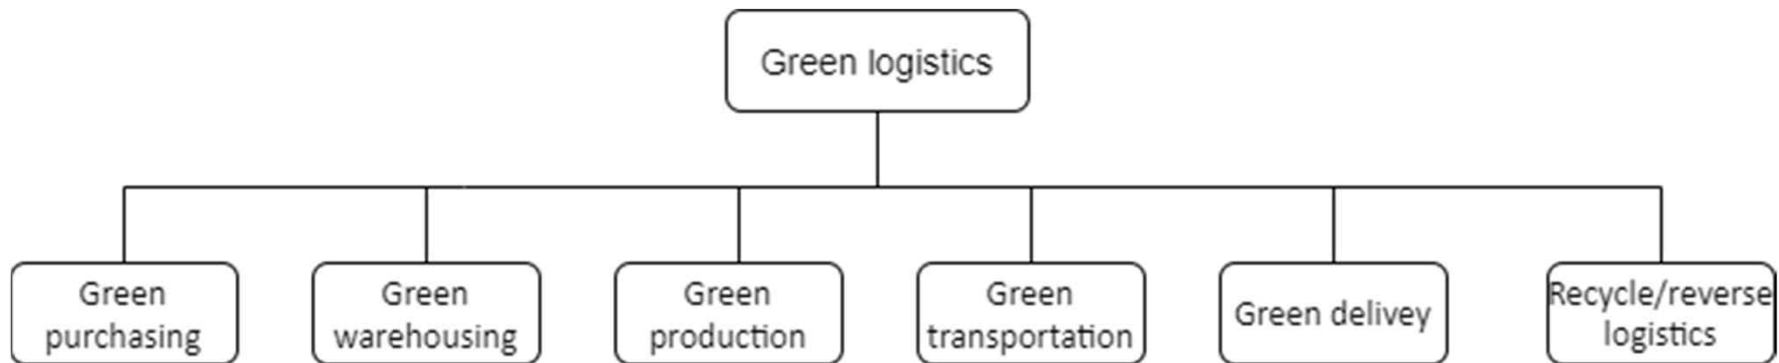 Green logistics
Green
purchasing
Green
warehousing
Green
production
Green
transportation
Green delivey
Recycle/reverse
logistics